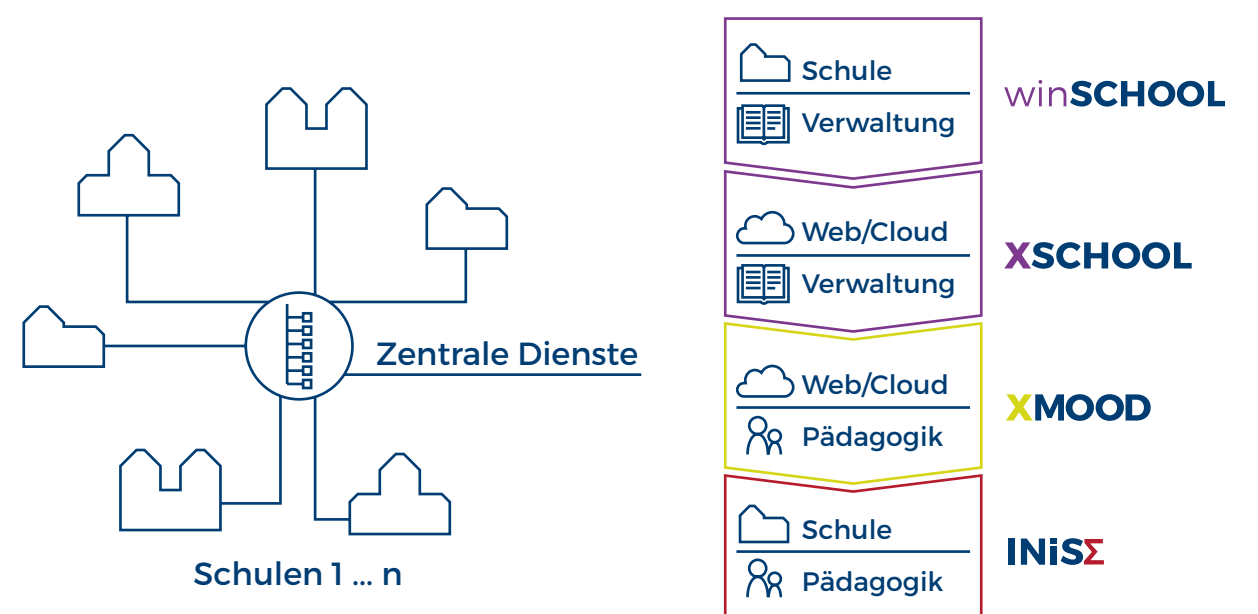 Zentrale Dienste
Schulen 1 ... n
Schule
Verwaltung
winSCHOOL
Web/Cloud
Verwaltung
XSCHOOL
Web/Cloud
Pädagogik
XMOOD
Schule
Pädagogik
INiSΣ